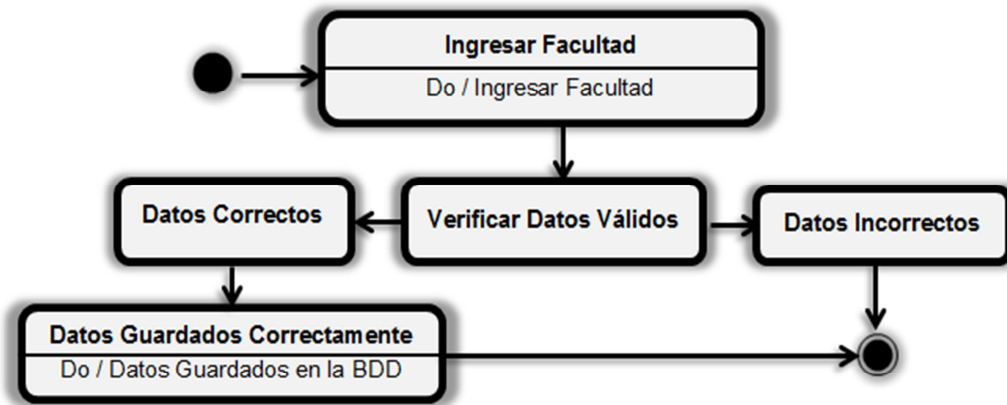 Ingresar Facultad
Do / Ingresar Facultad
Datos Correctos
Verificar Datos Válidos
Datos Incorrectos
Datos Guardados Correctamente
Do / Datos Guardados en la BDD